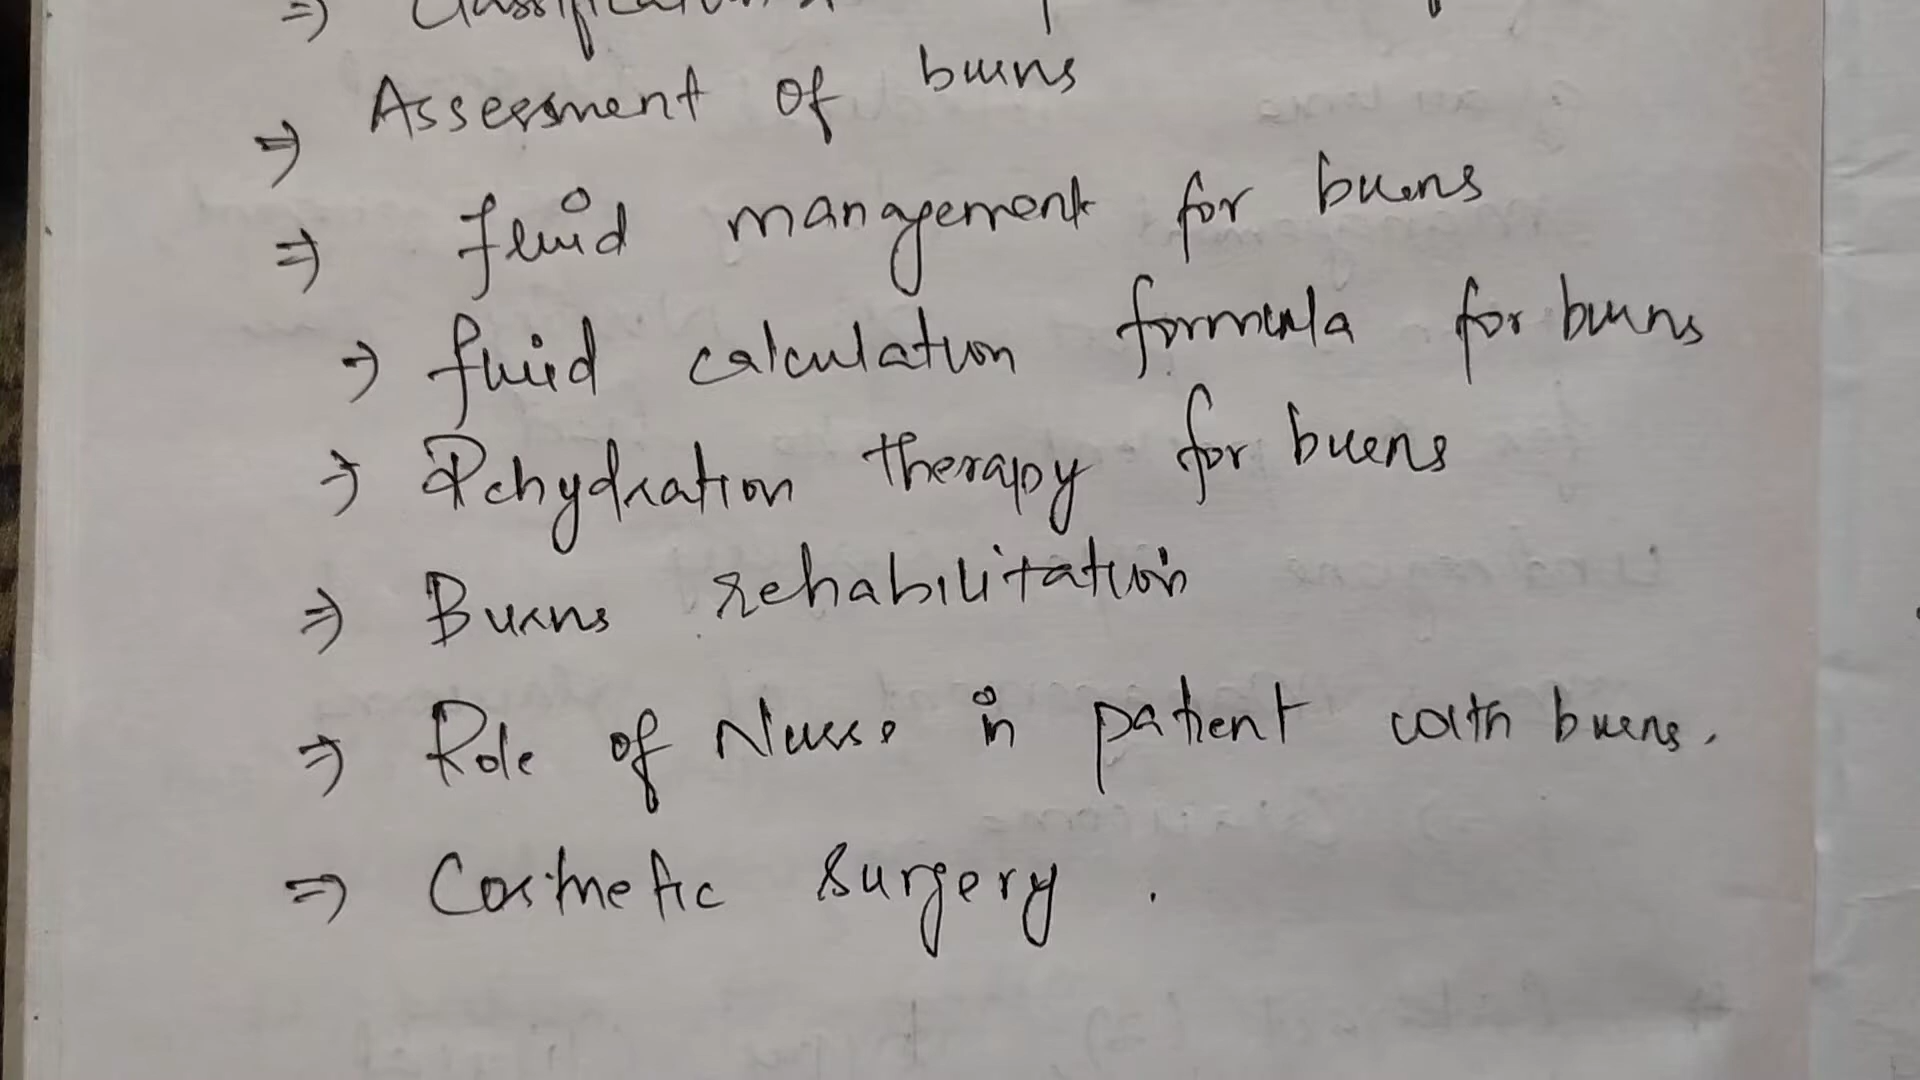 ⇒ Classification
⇒ Assessment of burns
⇒ fluid management for burns
→ fluid calculation formula for burns
→ Rehydration therapy for burns
⇒ Burns rehabilitation
⇒ Role of Nurse in patient with burns.
⇒ Cosmetic surgery.